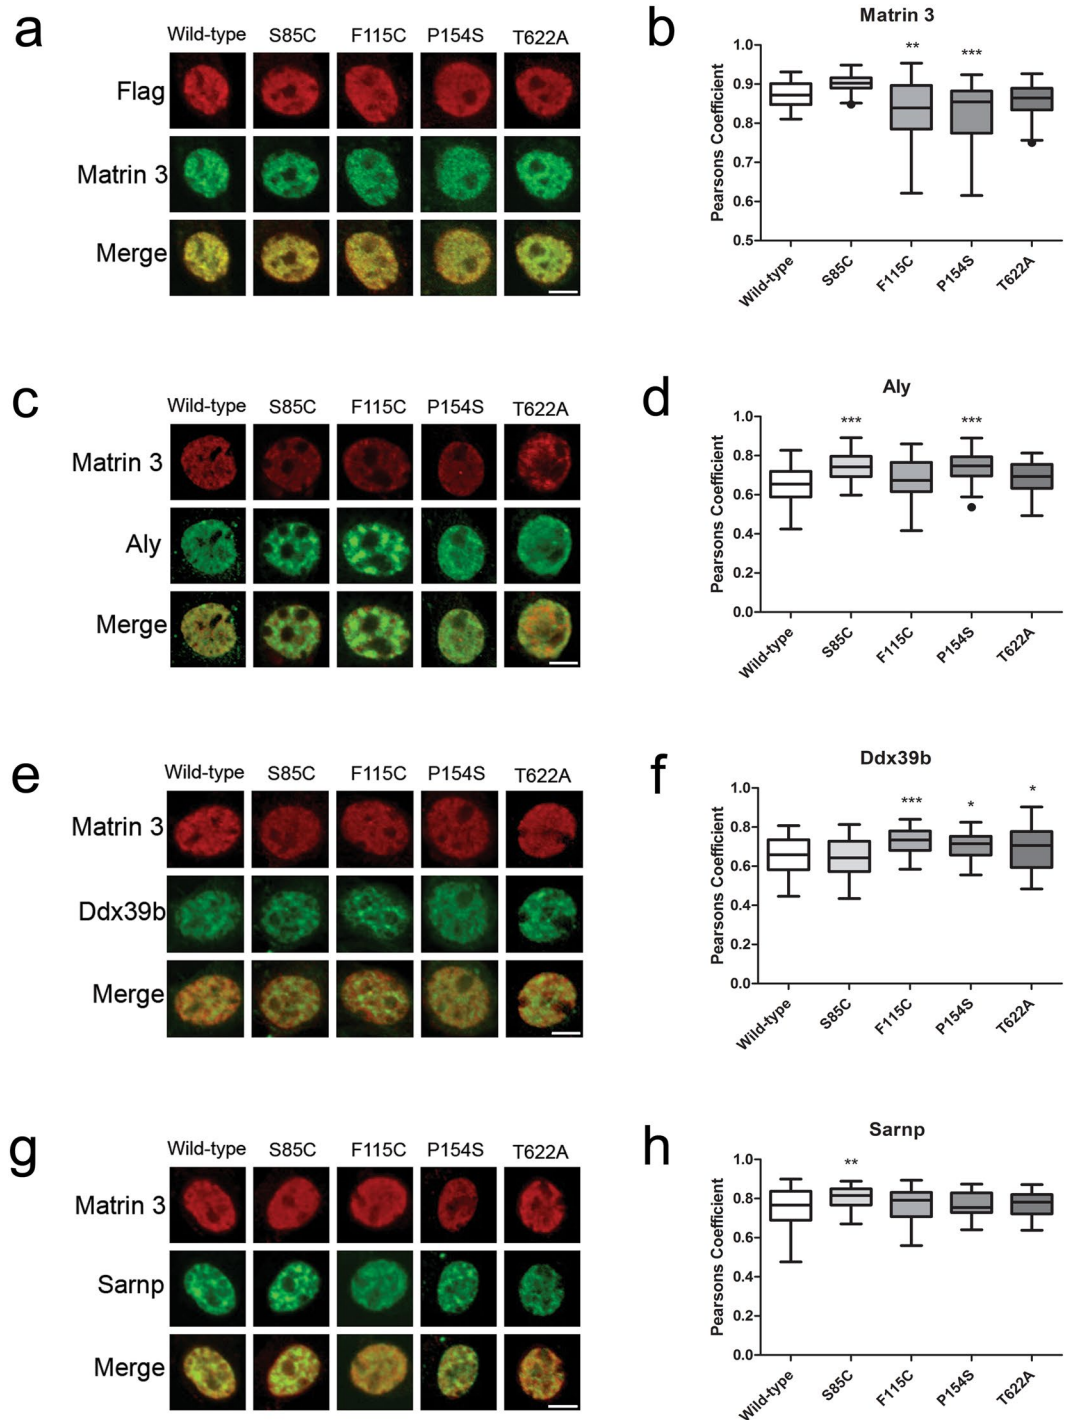 a
Wild-type S85C F115C P154S T622A
Flag
Matrin 3
Merge
b
Matrin 3
** ***
Pearsons Coefficient
1.0
0.9
0.8
0.7
0.6
0.5
Wild-type S85C F115C P154S T622A
c
Wild-type S85C F115C P154S T622A
Matrin 3
Aly
Merge
d
Aly
*** ***
Pearsons Coefficient
1.0
0.8
0.6
0.4
0.2
0.0
Wild-type S85C F115C P154S T622A
e
Wild-type S85C F115C P154S T622A
Matrin 3
Ddx39b
Merge
f
Ddx39b
*** * *
Pearsons Coefficient
1.0
0.8
0.6
0.4
0.2
0.0
Wild-type S85C F115C P154S T622A
g
Wild-type S85C F115C P154S T622A
Matrin 3
Sarnp
Merge
h
Sarnp
**
Pearsons Coefficient
1.0
0.8
0.6
0.4
0.2
0.0
Wild-type S85C F115C P154S T622A